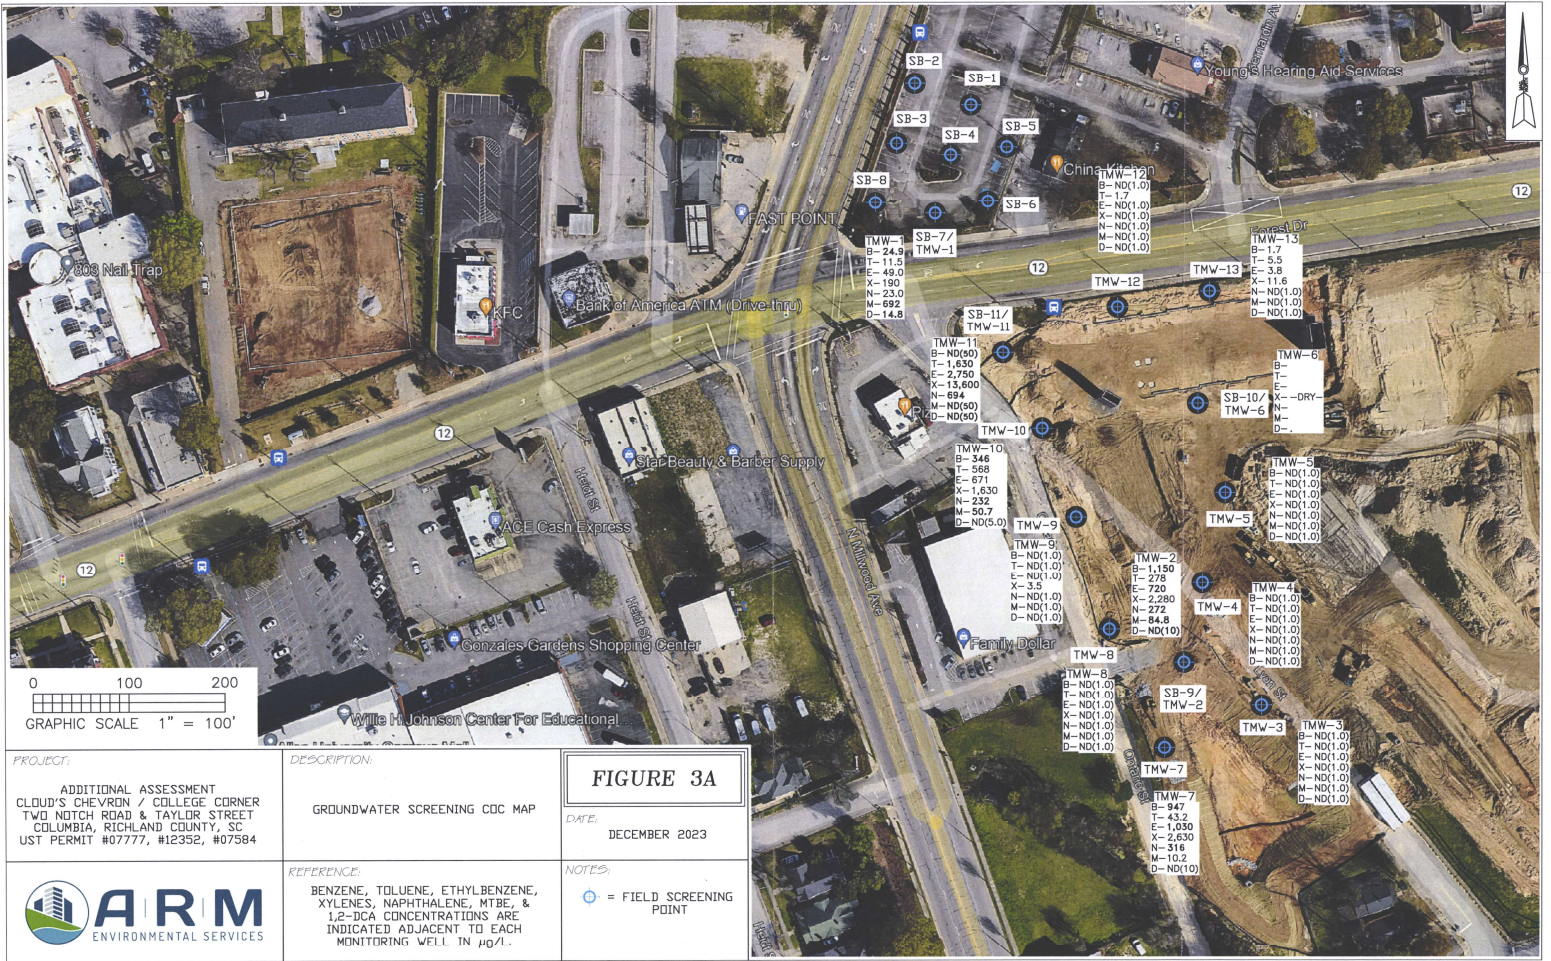 SB-2
SB-1
Young's Hearing Aid Services
SB-3
SB-4
SB-5
China Kitchen
SB-8
SB-6
FAST POINT
SB-7/
TMW-1
TMW-12
B- ND(1.0)
T- 1.7
E- ND(1.0)
X- ND(1.0)
N- ND(1.0)
M- ND(1.0)
D- ND(1.0)
12
Forest Dr
TMW-1
B- 24.9
T- 11.5
E- 49.0
X- 190
N- 23.0
M- 692
D- 14.8
TMW-13
B- 1.7
T- 5.5
E- 3.8
X- 11.6
N- ND(1.0)
M- ND(1.0)
D- ND(1.0)
12
TMW-12
TMW-13
803 Nail Trap
KFC
Bank of America ATM (Drive-thru)
SB-11/
TMW-11
TMW-11
B- ND(50)
T- 1,630
E- 2,750
X- 13,600
N- 694
M- ND(50)
D- ND(50)
TMW-6
B-
T-
E-
X- -DRY-
N-
M-
D-.
SB-10/
TMW-6
TMW-10
12
Star Beauty & Barber Supply
TMW-10
B- 346
T- 568
E- 671
X- 1,630
N- 232
M- 50.7
D- ND(5.0)
TMW-5
B- ND(1.0)
T- ND(1.0)
E- ND(1.0)
X- ND(1.0)
N- ND(1.0)
M- ND(1.0)
D- ND(1.0)
TMW-5
Heidt St
ACE Cash Express
N Millwood Ave
TMW-9
TMW-9
B- ND(1.0)
T- ND(1.0)
E- ND(1.0)
X- 3.5
N- ND(1.0)
M- ND(1.0)
D- ND(1.0)
TMW-2
B- 1,150
T- 278
E- 720
X- 2,280
N- 272
M- 84.8
D- ND(10)
TMW-4
TMW-4
B- ND(1.0)
T- ND(1.0)
E- ND(1.0)
X- ND(1.0)
N- ND(1.0)
M- ND(1.0)
D- ND(1.0)
12
Heidt St
Gonzales Gardens Shopping Center
Family Dollar
TMW-8
TMW-8
B- ND(1.0)
T- ND(1.0)
E- ND(1.0)
X- ND(1.0)
N- ND(1.0)
M- ND(1.0)
D- ND(1.0)
SB-9/
TMW-2
TMW-3
TMW-3
B- ND(1.0)
T- ND(1.0)
E- ND(1.0)
X- ND(1.0)
N- ND(1.0)
M- ND(1.0)
D- ND(1.0)
TMW-7
TMW-7
B- 947
T- 43.2
E- 1,030
X- 2,630
N- 316
M- 10.2
D- ND(10)
Willie H. Johnson Center For Educational...
0 100 200
GRAPHIC SCALE 1" = 100'
PROJECT:
ADDITIONAL ASSESSMENT
CLOUD'S CHEVRON / COLLEGE CORNER
TWO NOTCH ROAD & TAYLOR STREET
COLUMBIA, RICHLAND COUNTY, SC
UST PERMIT #07777, #12352, #07584
DESCRIPTION:
GROUNDWATER SCREENING COC MAP
FIGURE 3A
DATE:
DECEMBER 2023
ARM
ENVIRONMENTAL SERVICES
REFERENCE:
BENZENE, TOLUENE, ETHYLBENZENE,
XYLENES, NAPHTHALENE, MTBE, &
1,2-DCA CONCENTRATIONS ARE
INDICATED ADJACENT TO EACH
MONITORING WELL IN µg/L.
NOTES:
= FIELD SCREENING
POINT